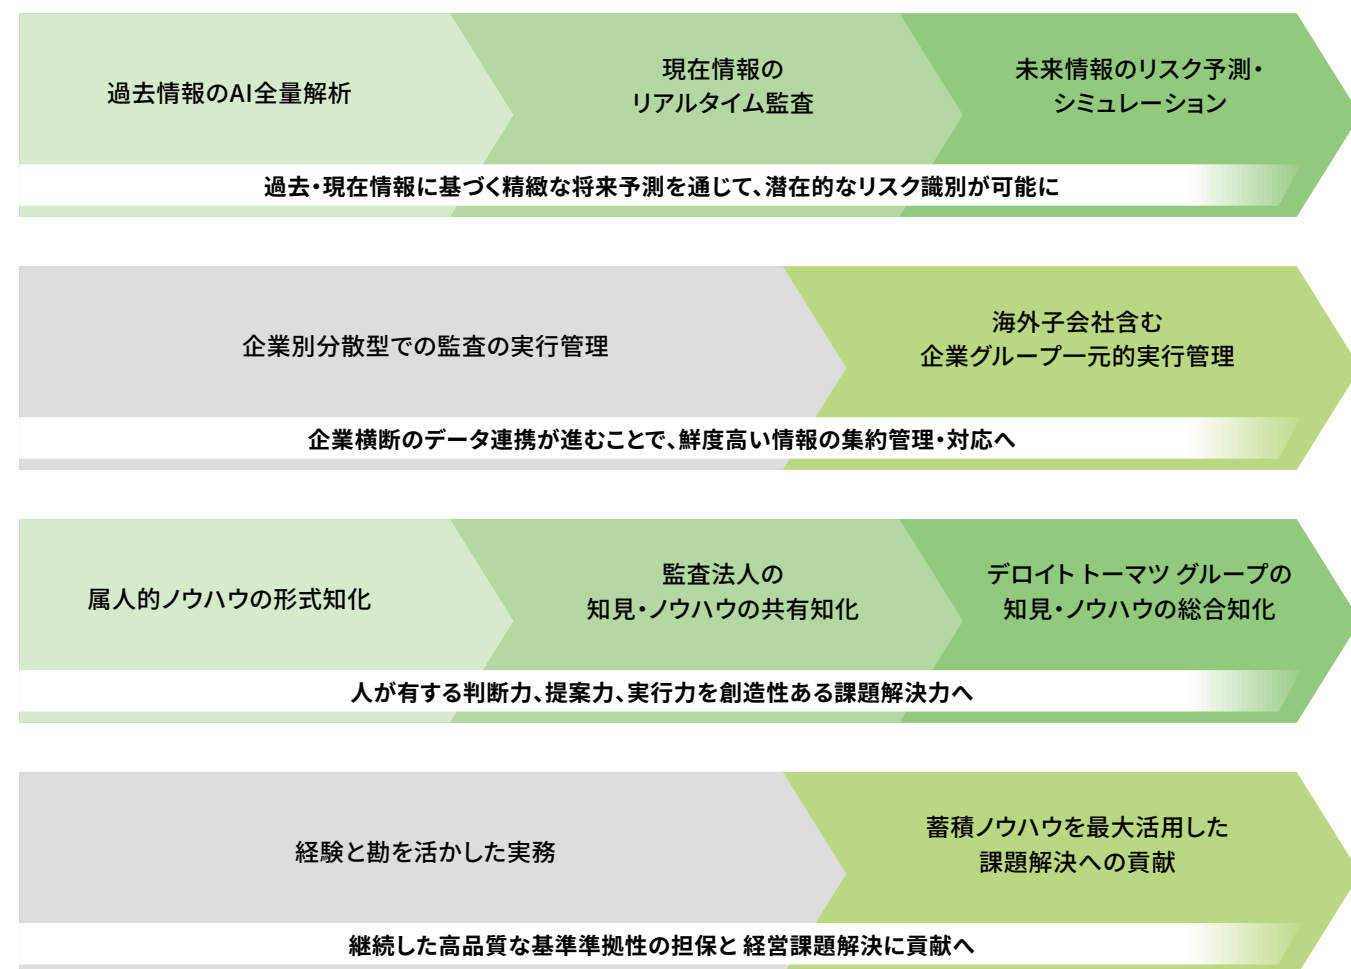 過去情報のAI全量解析
現在情報の
リアルタイム監査
未来情報のリスク予測・
シミュレーション
過去・現在情報に基づく精緻な将来予測を通じて、潜在的なリスク識別が可能に
企業別分散型での監査の実行管理
海外子会社含む
企業グループ一元的実行管理
企業横断のデータ連携が進むことで、鮮度高い情報の集約管理・対応へ
属人的ノウハウの形式知化
監査法人の
知見・ノウハウの共有知化
デロイト トーマツ グループの
知見・ノウハウの総合知化
人が有する判断力、提案力、実行力を創造性ある課題解決力へ
経験と勘を活かした実務
蓄積ノウハウを最大活用した
課題解決への貢献
継続した高品質な基準準拠性の担保と 経営課題解決に貢献へ